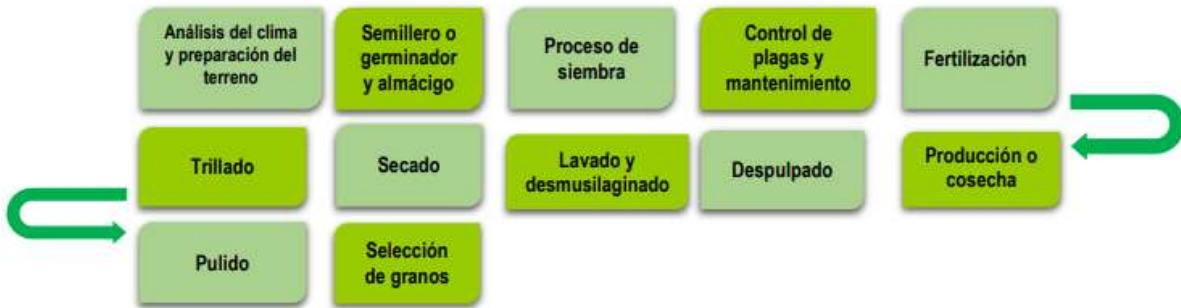 Análisis del clima
y preparación del
terreno
Semillero o
germinador
y almácigo
Proceso de
siembra
Control de
plagas y
mantenimiento
Fertilización
Trillado
Secado
Lavado y
desmusilaginado
Despulpado
Producción o
cosecha
Pulido
Selección
de granos